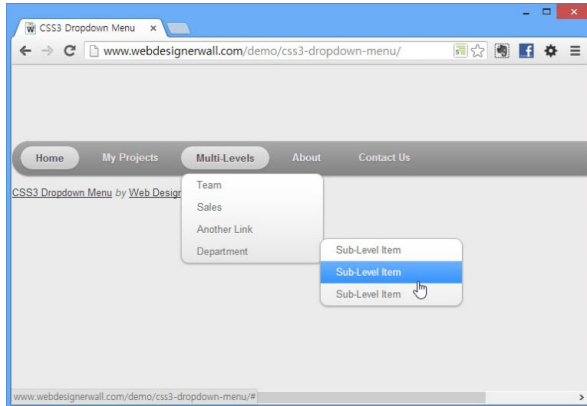 CSS3 Dropdown Menu
www.webdesignerwall.com/demo/css3-dropdown-menu/
Home My Projects Multi-Levels About Contact Us
CSS3 Dropdown Menu by Web Design
Team
Sales
Another Link
Department
Sub-Level Item
Sub-Level Item
Sub-Level Item
www.webdesignerwall.com/demo/css3-dropdown-menu/#